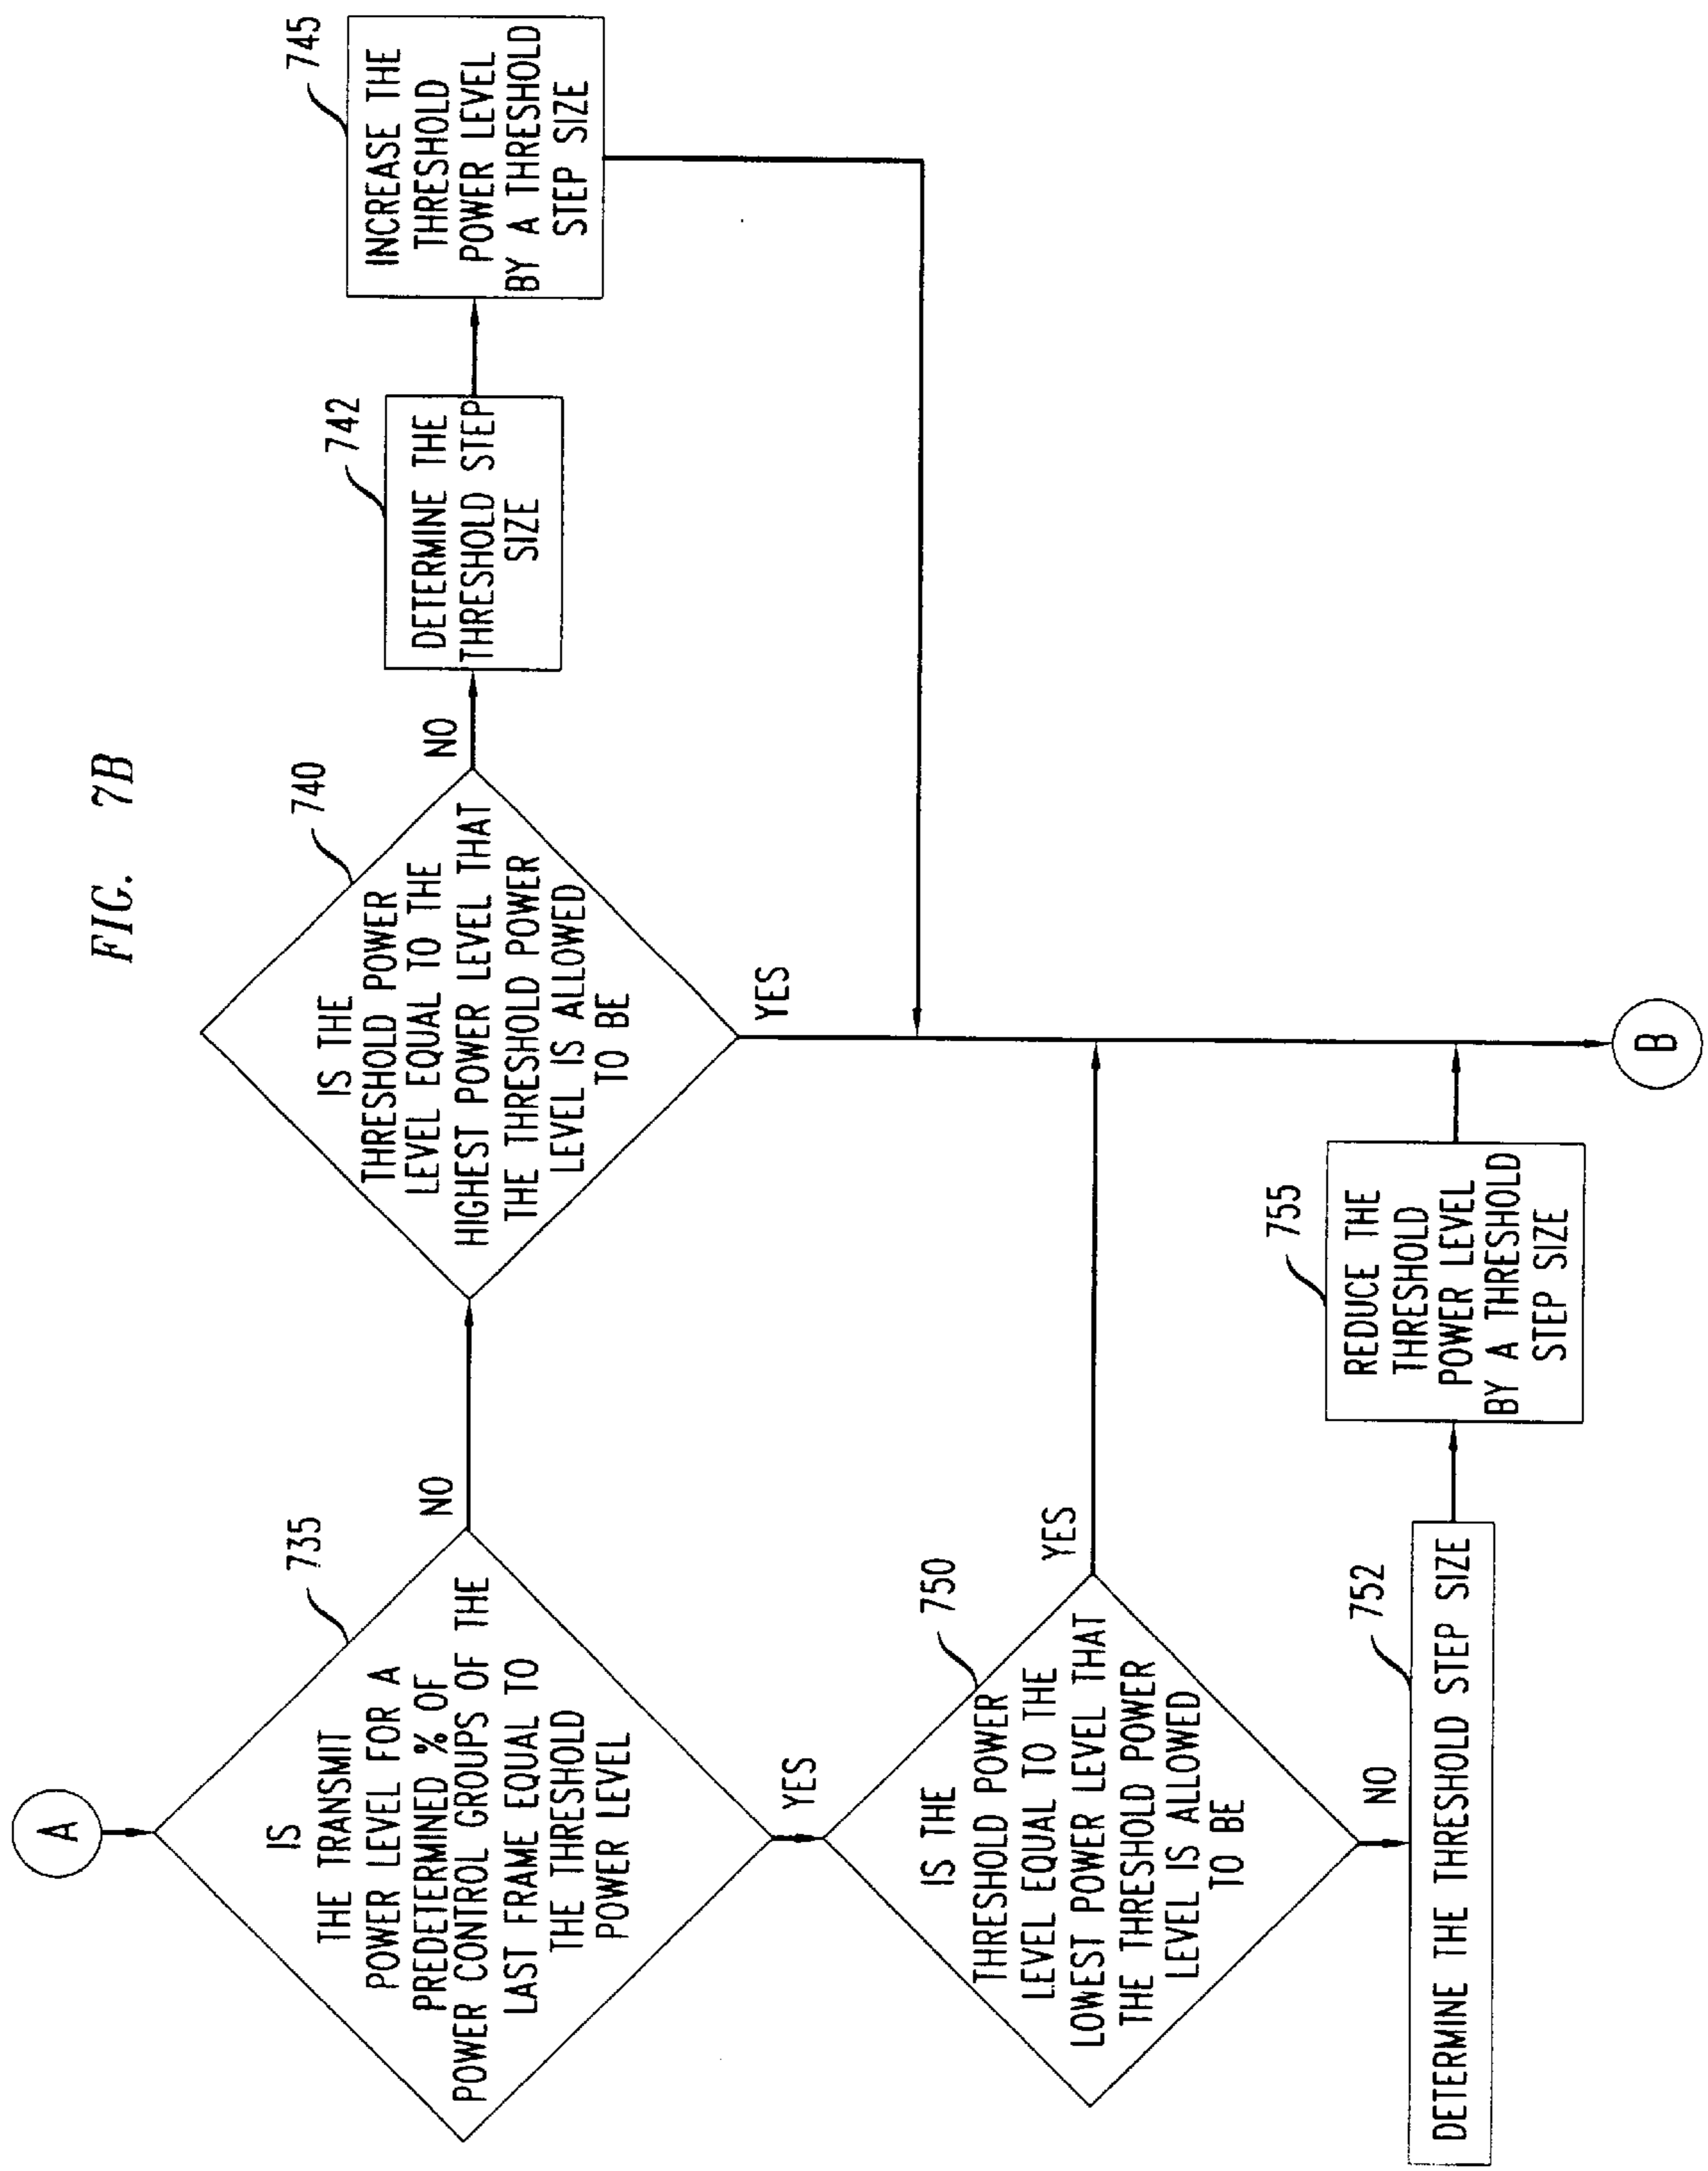 FIG. 7B
A
735
IS
THE TRANSMIT
POWER LEVEL FOR A
PREDETERMINED % OF
POWER CONTROL GROUPS OF THE
LAST FRAME EQUAL TO
THE THRESHOLD
POWER LEVEL
NO
YES
740
IS THE
THRESHOLD POWER
LEVEL EQUAL TO THE
HIGHEST POWER LEVEL THAT
THE THRESHOLD POWER
LEVEL IS ALLOWED
TO BE
NO
YES
742
DETERMINE THE
THRESHOLD STEP
SIZE
745
INCREASE THE
THRESHOLD
POWER LEVEL
BY A THRESHOLD
STEP SIZE
750
IS THE
THRESHOLD POWER
LEVEL EQUAL TO THE
LOWEST POWER LEVEL THAT
THE THRESHOLD POWER
LEVEL IS ALLOWED
TO BE
YES
NO
752
DETERMINE THE THRESHOLD STEP SIZE
755
REDUCE THE
THRESHOLD
POWER LEVEL
BY A THRESHOLD
STEP SIZE
B